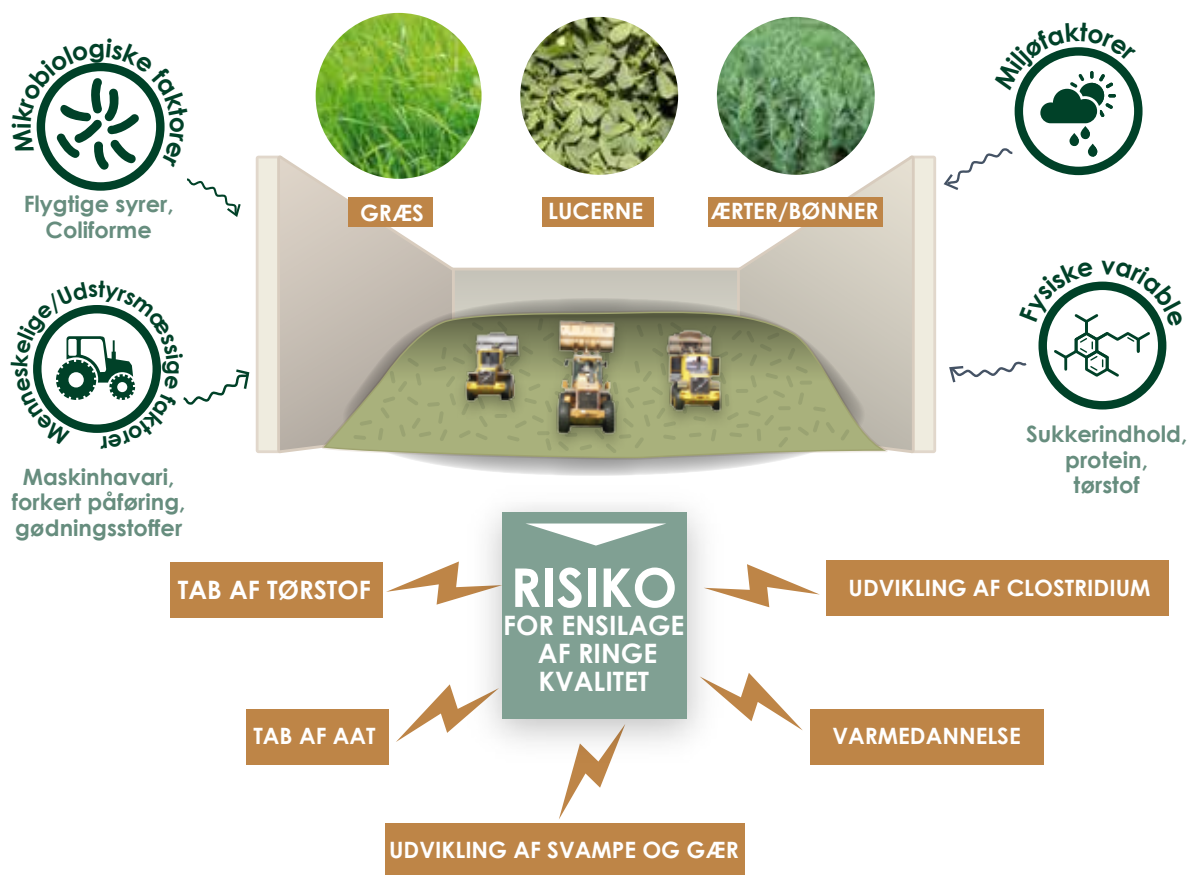 Mikrobiologiske faktorer
Flygtige syrer,
Coliforme
GRÆS
LUCERNE
ÆRTER/BØNNER
Miljøfaktorer
Menneskelige/Udstyrsmæssige faktorer
Maskinhavari,
forkert påføring,
gødningsstoffer
Fysiske variable
Sukkerindhold,
protein,
tørstof
RISIKO
FOR ENSILAGE
AF RINGE
KVALITET
TAB AF TØRSTOF
UDVIKLING AF CLOSTRIDIUM
TAB AF AAT
VARMEDANNELSE
UDVIKLING AF SVAMPE OG GÆR